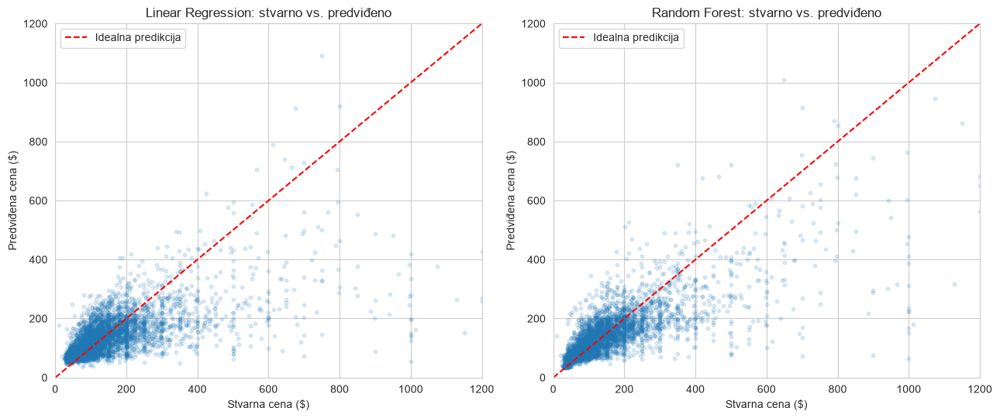 Linear Regression: stvarno vs. predviđeno
Idealna predikcija
1200
1000
800
600
400
200
0
Predviđena cena ($)
0 200 400 600 800 1000 1200
Stvarna cena ($)
Random Forest: stvarno vs. predviđeno
Idealna predikcija
1200
1000
800
600
400
200
0
Predviđena cena ($)
0 200 400 600 800 1000 1200
Stvarna cena ($)